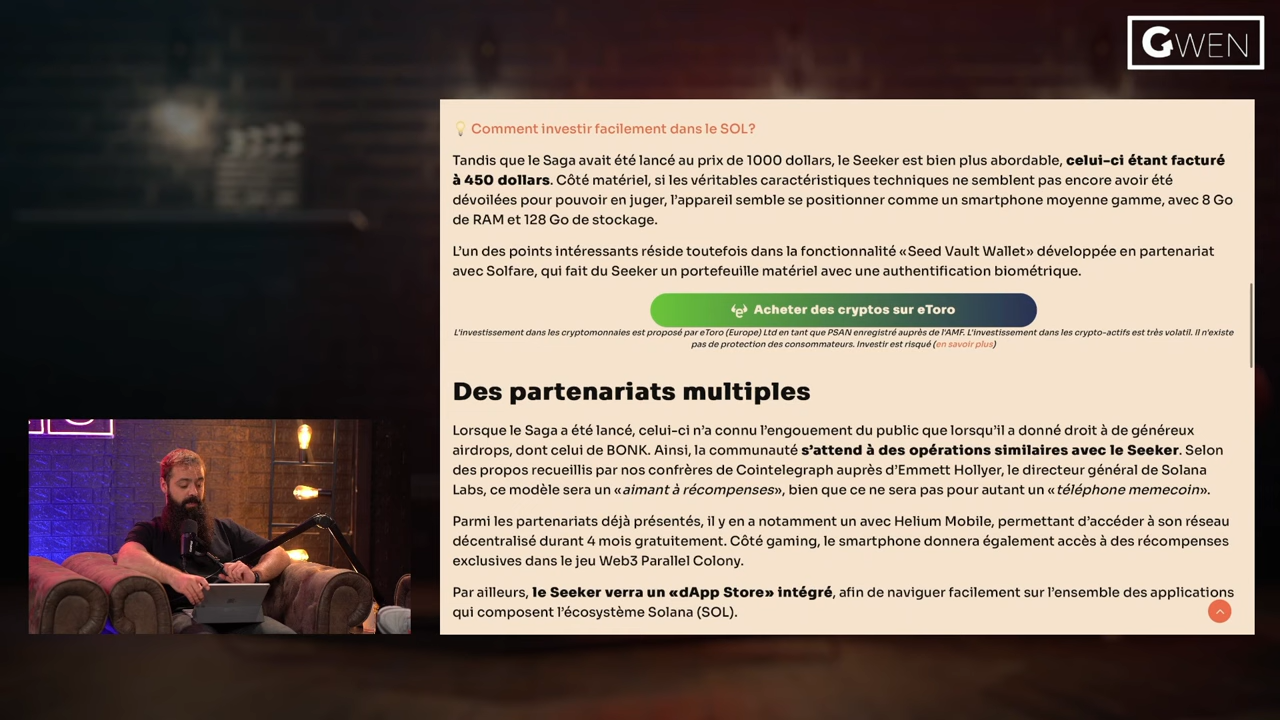 GWEN
Comment investir facilement dans le SOL?
Tandis que le Saga avait été lancé au prix de 1000 dollars, le Seeker est bien plus abordable, celui-ci étant facturé
à 450 dollars. Côté matériel, si les véritables caractéristiques techniques ne semblent pas encore avoir été
dévoilées pour pouvoir en juger, l'appareil semble se positionner comme un smartphone moyenne gamme, avec 8 Go
de RAM et 128 Go de stockage.
L'un des points intéressants réside toutefois dans la fonctionnalité «Seed Vault Wallet» développée en partenariat
avec Solfare, qui fait du Seeker un portefeuille matériel avec une authentification biométrique.
Acheter des cryptos sur eToro
L'investissement dans les cryptomonnaies est proposé par eToro (Europe) Ltd en tant que PSAN enregistré auprès de l'AMF. L'investissement dans les crypto-actifs est très volatil. Il n'existe
pas de protection des consommateurs. Investir est risqué (en savoir plus)
Des partenariats multiples
Lorsque le Saga a été lancé, celui-ci n'a connu l'engouement du public que lorsqu'il a donné droit à de généreux
airdrops, dont celui de BONK. Ainsi, la communauté s'attend à des opérations similaires avec le Seeker. Selon
des propos recueillis par nos confrères de Cointelegraph auprès d'Emmett Hollyer, le directeur général de Solana
Labs, ce modèle sera un «aimant à récompenses», bien que ce ne sera pas pour autant un «téléphone memecoin».
Parmi les partenariats déjà présentés, il y en a notamment un avec Helium Mobile, permettant d'accéder à son réseau
décentralisé durant 4 mois gratuitement. Côté gaming, le smartphone donnera également accès à des récompenses
exclusives dans le jeu Web3 Parallel Colony.
Par ailleurs, le Seeker verra un «dApp Store» intégré, afin de naviguer facilement sur l'ensemble des applications
qui composent l'écosystème Solana (SOL).